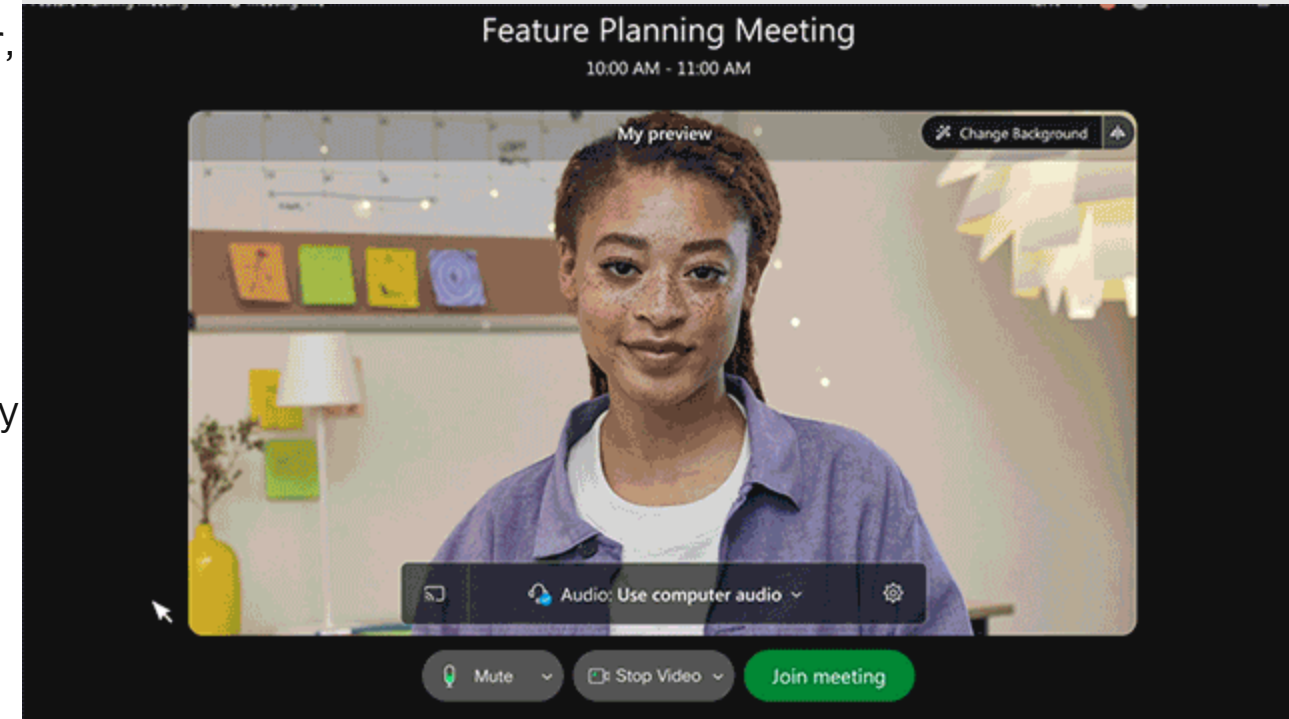 Feature Planning Meeting
10:00 AM - 11:00 AM
My preview
Change Background
Audio: Use computer audio
Mute
Stop Video
Join meeting
y